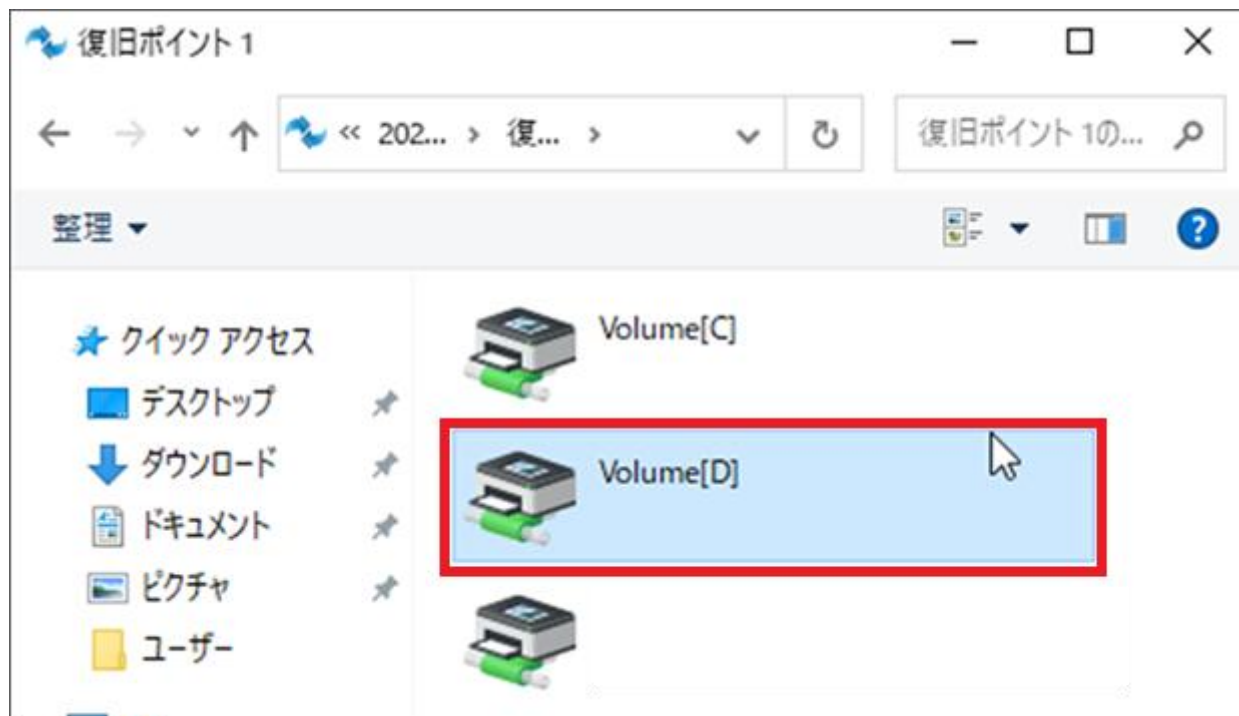 復旧ポイント 1
« 202... › 復... ›
復旧ポイント 1の...
整理
クイック アクセス
デスクトップ
ダウンロード
ドキュメント
ピクチャ
ユーザー
Volume[C]
Volume[D]